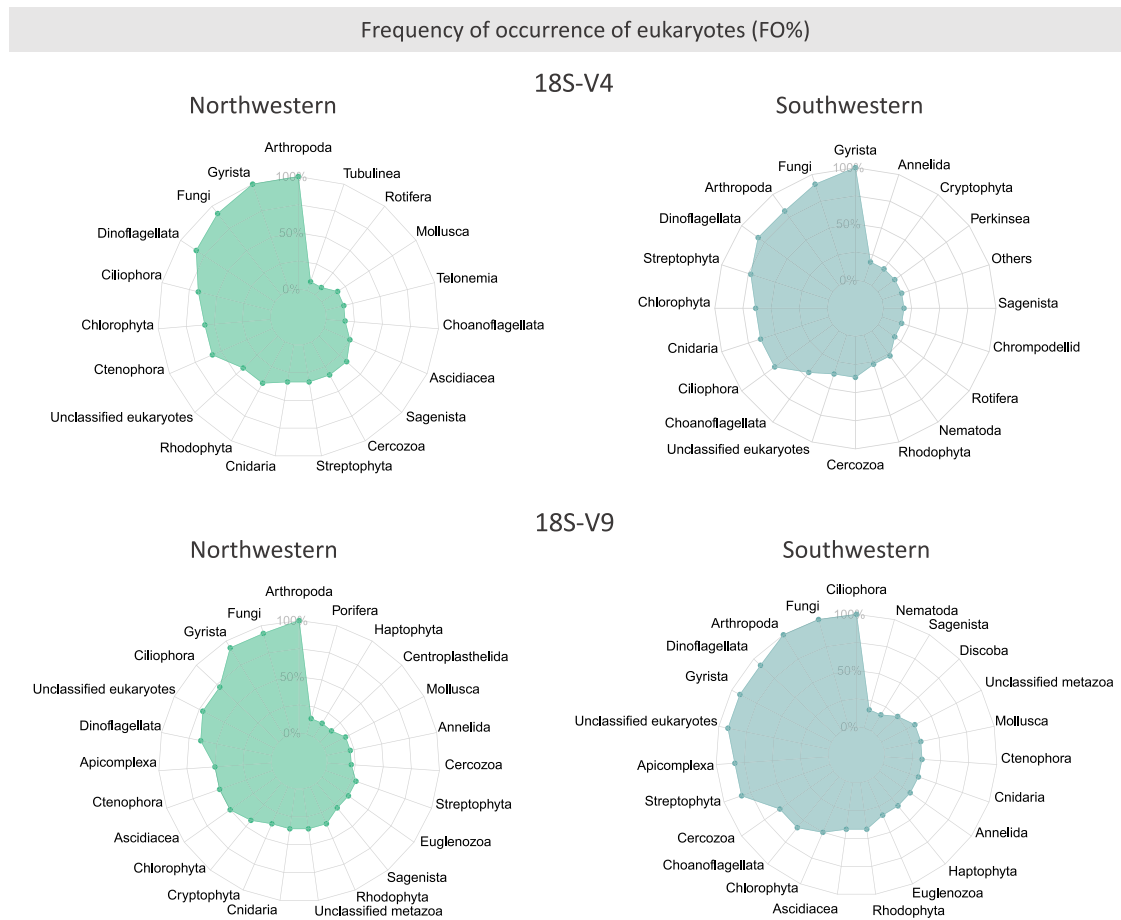 Frequency of occurrence of eukaryotes (FO%)
18S-V4
Northwestern
Southwestern
Arthropoda
Tubulinea
Rotifera
Mollusca
Telonemia
Choanoflagellata
Ascidiacea
Sagenista
Cercozoa
Streptophyta
Cnidaria
Rhodophyta
Unclassified eukaryotes
Ctenophora
Chlorophyta
Ciliophora
Dinoflagellata
Fungi
Gyrista
100%
50%
0%
Gyrista
Annelida
Cryptophyta
Perkinsea
Others
Sagenista
Chrompodellid
Rotifera
Nematoda
Rhodophyta
Cercozoa
Unclassified eukaryotes
Choanoflagellata
Ciliophora
Cnidaria
Chlorophyta
Streptophyta
Dinoflagellata
Arthropoda
Fungi
100%
50%
0%
18S-V9
Northwestern
Southwestern
Arthropoda
Porifera
Haptophyta
Centroplasthelida
Mollusca
Annelida
Cercozoa
Streptophyta
Euglenozoa
Sagenista
Rhodophyta
Unclassified metazoa
Cnidaria
Cryptophyta
Chlorophyta
Ascidiacea
Ctenophora
Apicomplexa
Dinoflagellata
Unclassified eukaryotes
Ciliophora
Gyrista
Fungi
100%
50%
0%
Ciliophora
Nematoda
Sagenista
Discoba
Unclassified metazoa
Mollusca
Ctenophora
Cnidaria
Annelida
Haptophyta
Euglenozoa
Rhodophyta
Ascidiacea
Chlorophyta
Choanoflagellata
Cercozoa
Streptophyta
Apicomplexa
Unclassified eukaryotes
Gyrista
Dinoflagellata
Arthropoda
Fungi
100%
50%
0%